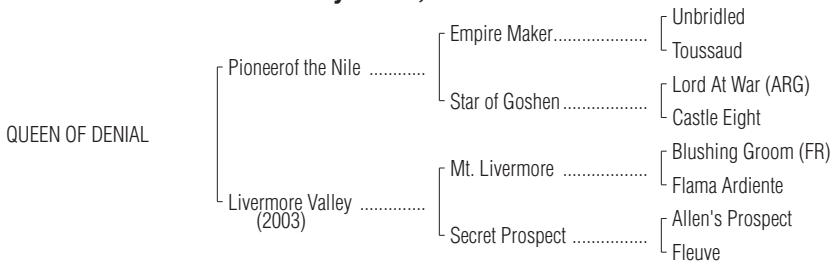 Unbridled
Empire Maker....................
Toussaud
Pioneerof the Nile ............
Lord At War (ARG)
Star of Goshen..................
Castle Eight
QUEEN OF DENIAL
Blushing Groom (FR)
Mt. Livermore ..................
Flama Ardiente
Livermore Valley ..............
(2003)
Allen's Prospect
Secret Prospect ................
Fleuve